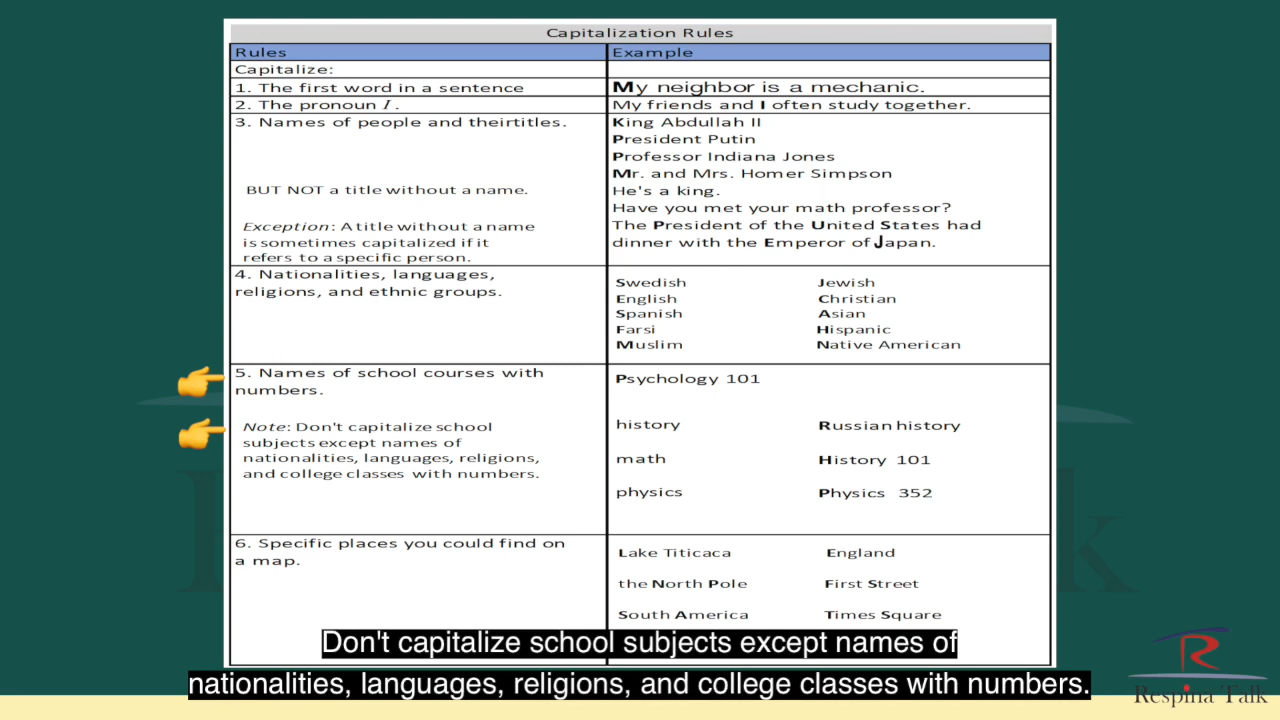 Capitalization Rules
Rules Example
Capitalize:
1. The first word in a sentence My neighbor is a mechanic.
2. The pronoun I . My friends and I often study together.
3. Names of people and theirtitles. King Abdullah II
President Putin
Professor Indiana Jones
Mr. and Mrs. Homer Simpson
BUT NOT a title without a name. He's a king.
Have you met your math professor?
Exception: A title without a name The President of the United States had
is sometimes capitalized if it dinner with the Emperor of Japan.
refers to a specific person.
4. Nationalities, languages, Swedish Jewish
religions, and ethnic groups. English Christian
Spanish Asian
Farsi Hispanic
Muslim Native American
5. Names of school courses with Psychology 101
numbers.
Note: Don't capitalize school history Russian history
subjects except names of
nationalities, languages, religions, math History 101
and college classes with numbers.
physics Physics 352
6. Specific places you could find on Lake Titicaca England
a map.
the North Pole First Street
South America Times Square
Don't capitalize school subjects except names of
nationalities, languages, religions, and college classes with numbers.
Respina Talk